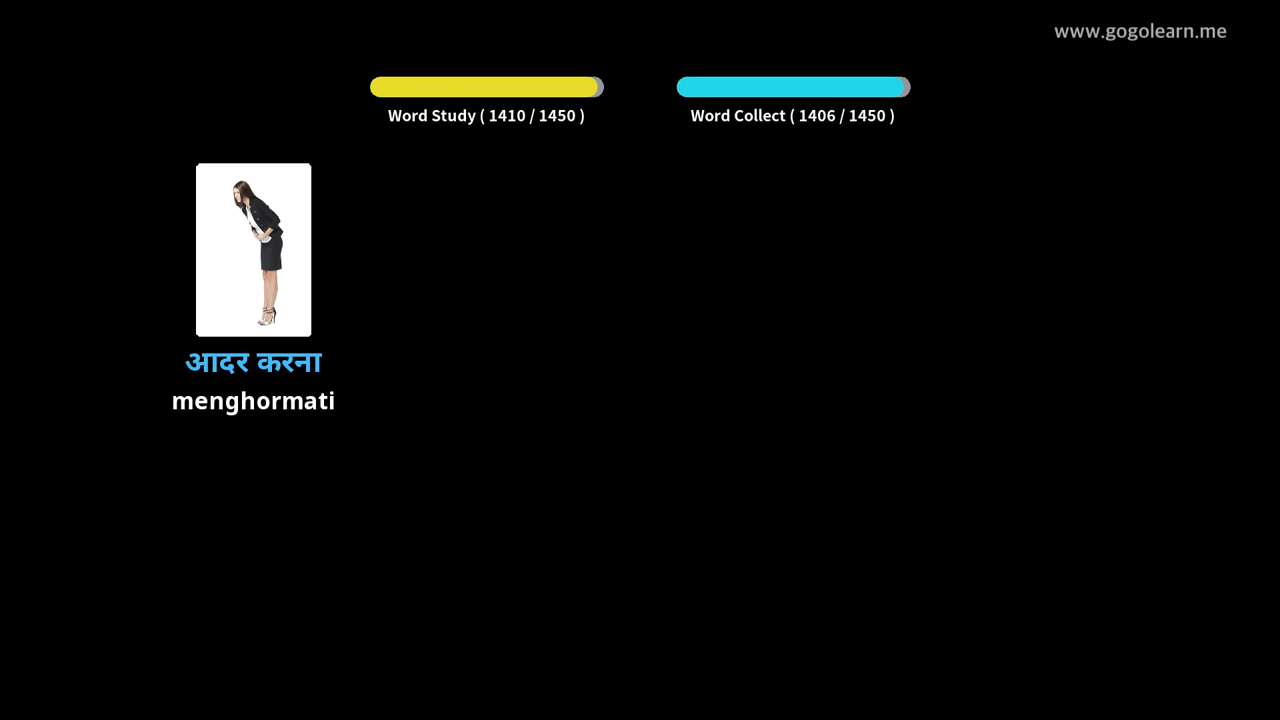 www.gogolearn.me
Word Study ( 1410 / 1450 )
Word Collect ( 1406 / 1450 )
आदर करना
menghormati